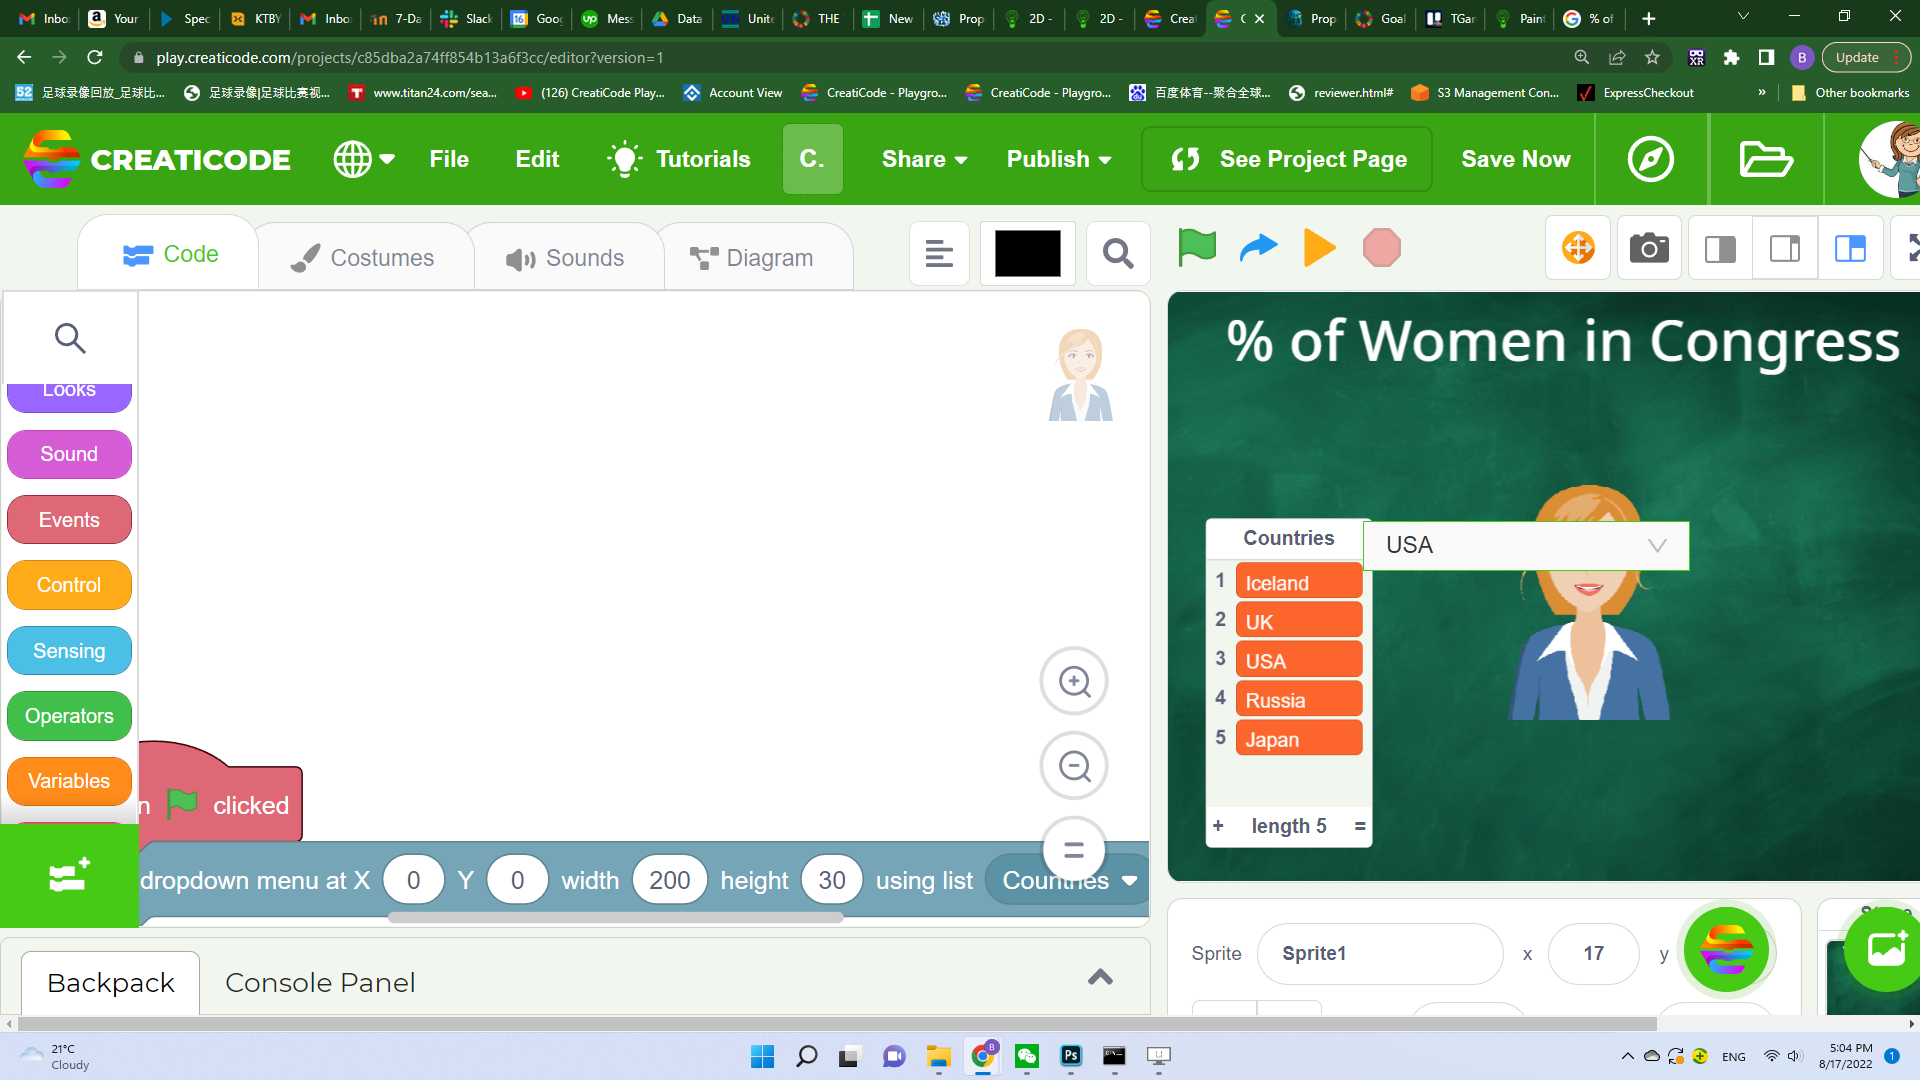 Inbo
Your
Spec
KTBY
Inbo
7-Da
Slack
Goog
Mess
Data
Unite
THE
New
Prop
2D -
2D -
Crea
C
Prop
Goal
TGan
Paint
% of
play.creaticode.com/projects/c85dba2a74ff854b13a6f3cc/editor?version=1
B
Update
52 足球录像回放_足球比...
足球录像|足球比赛视...
www.titan24.com/sea...
(126) CreatiCode Play...
Account View
CreatiCode - Playgro...
CreatiCode - Playgro...
百度体育--聚合全球...
reviewer.html#
S3 Management Con...
ExpressCheckout
»
Other bookmarks
CREATICODE
File
Edit
Tutorials
C.
Share
Publish
See Project Page
Save Now
Code
Costumes
Sounds
Diagram
Looks
Sound
Events
Control
Sensing
Operators
Variables
n clicked
dropdown menu at X 0 Y 0 width 200 height 30 using list Countries
% of Women in Congress
Countries
USA
1 Iceland
2 UK
3 USA
4 Russia
5 Japan
+ length 5 =
Backpack
Console Panel
Sprite Sprite1 x 17 y
21°C
Cloudy
ENG
5:04 PM
8/17/2022
1